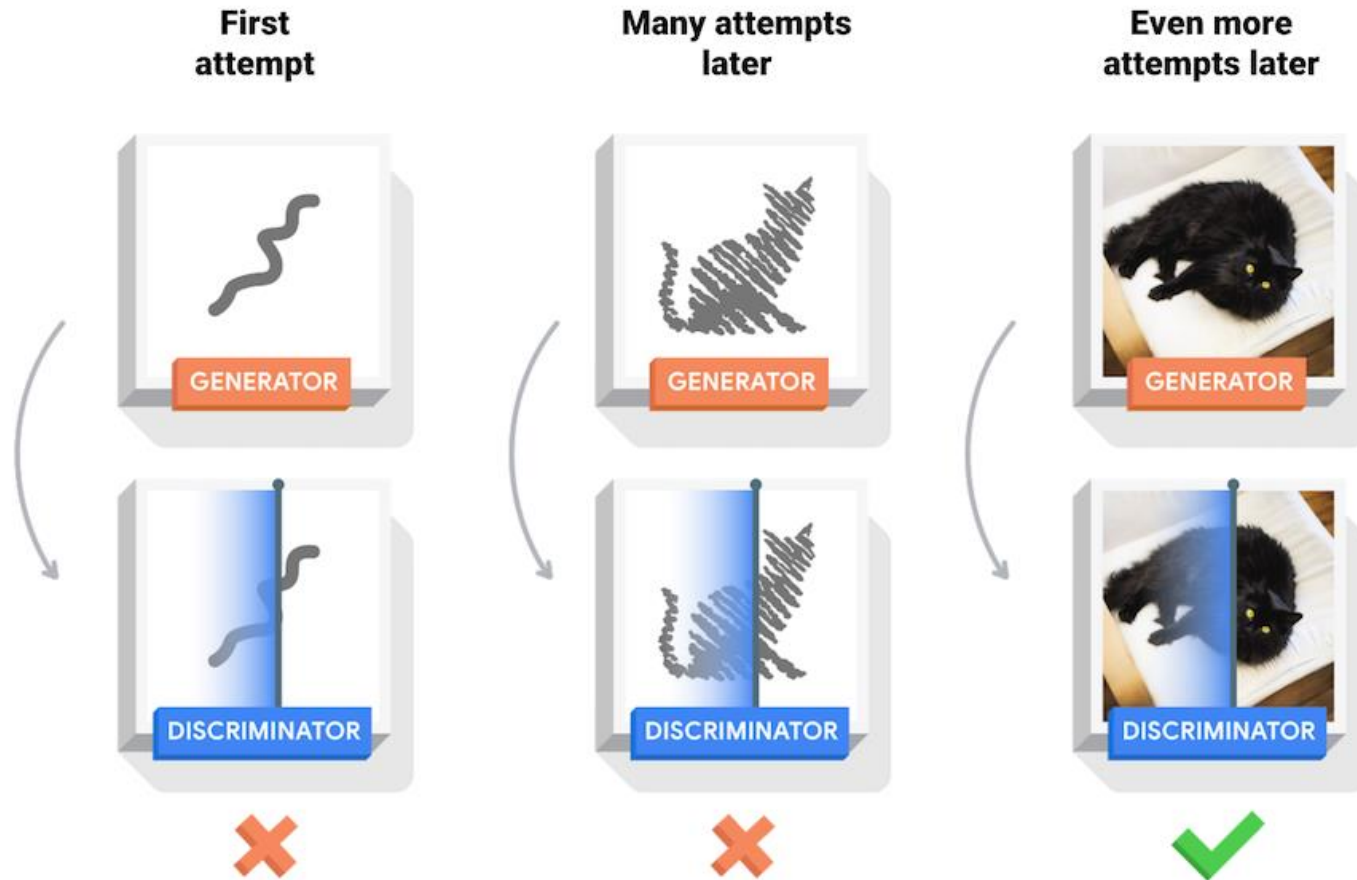 First
attempt
Many attempts
later
Even more
attempts later
GENERATOR
GENERATOR
GENERATOR
DISCRIMINATOR
DISCRIMINATOR
DISCRIMINATOR